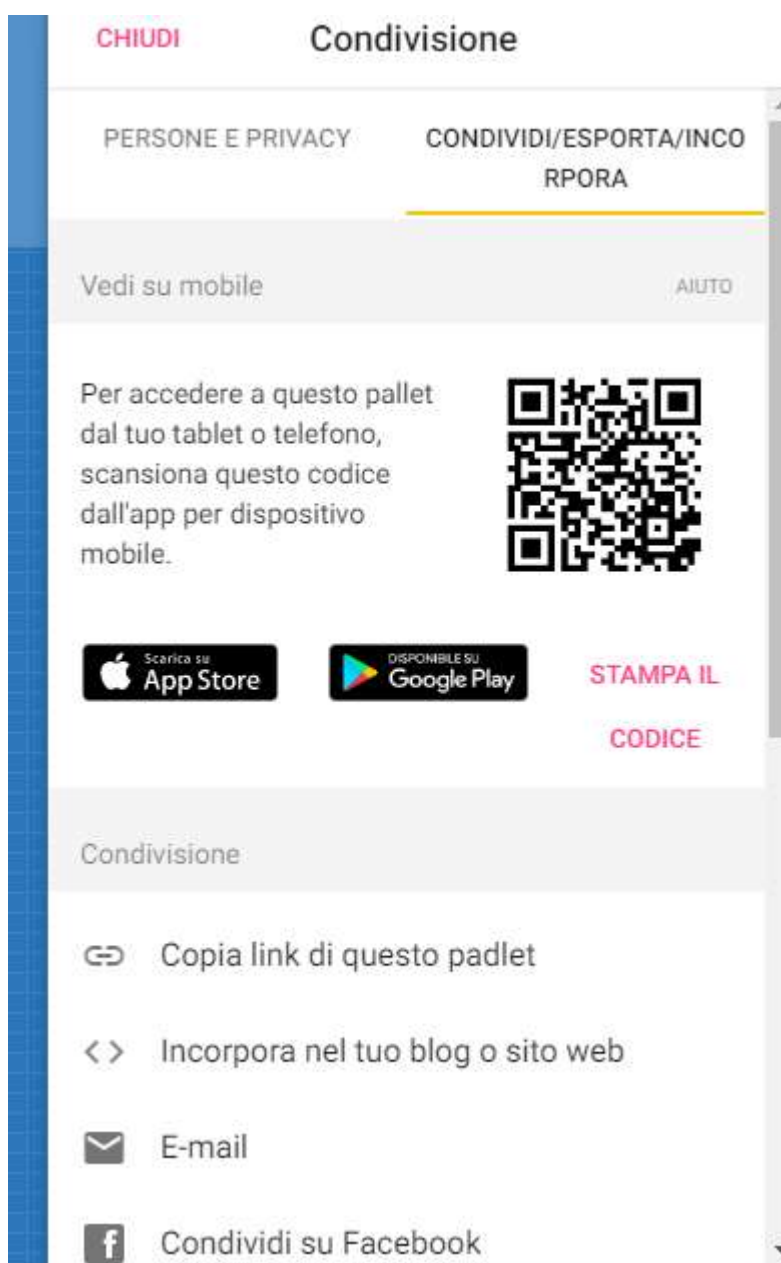 CHIUDI Condivisione
PERSONE E PRIVACY CONDIVIDI/ESPORTA/INCO
RPORA
Vedi su mobile AIUTO
Per accedere a questo pallet
dal tuo tablet o telefono,
scansiona questo codice
dall'app per dispositivo
mobile.
Scarica su
App Store
DISPONIBILE SU
Google Play
STAMPA IL
CODICE
Condivisione
Copia link di questo padlet
Incorpora nel tuo blog o sito web
E-mail
Condividi su Facebook